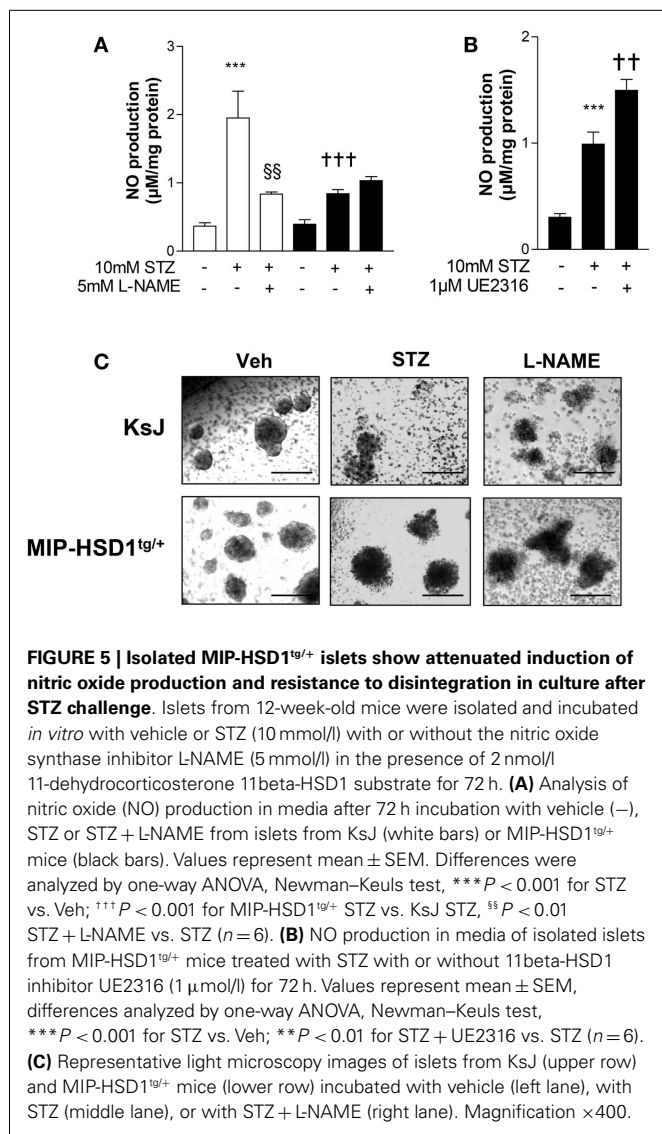 A
B
3
2
1
0
NO production
(µM/mg protein)
***
§§
†††
10mM STZ - + + - + +
5mM L-NAME - - + - - +
2
1
0
NO production
(µM/mg protein)
***
††
10mM STZ - + +
1µM UE2316 - - +
C
Veh STZ L-NAME
KsJ
MIP-HSD1tg/+
FIGURE 5 | Isolated MIP-HSD1tg/+ islets show attenuated induction of
nitric oxide production and resistance to disintegration in culture after
STZ challenge. Islets from 12-week-old mice were isolated and incubated
in vitro with vehicle or STZ (10 mmol/l) with or without the nitric oxide
synthase inhibitor L-NAME (5 mmol/l) in the presence of 2 nmol/l
11-dehydrocorticosterone 11beta-HSD1 substrate for 72 h. (A) Analysis of
nitric oxide (NO) production in media after 72 h incubation with vehicle (−),
STZ or STZ + L-NAME from islets from KsJ (white bars) or MIP-HSD1tg/+
mice (black bars). Values represent mean ± SEM. Differences were
analyzed by one-way ANOVA, Newman–Keuls test, ***P < 0.001 for STZ
vs. Veh; †††P < 0.001 for MIP-HSD1tg/+ STZ vs. KsJ STZ, §§P < 0.01
STZ + L-NAME vs. STZ (n = 6). (B) NO production in media of isolated islets
from MIP-HSD1tg/+ mice treated with STZ with or without 11beta-HSD1
inhibitor UE2316 (1 µmol/l) for 72 h. Values represent mean ± SEM,
differences analyzed by one-way ANOVA, Newman–Keuls test,
***P < 0.001 for STZ vs. Veh; **P < 0.01 for STZ + UE2316 vs. STZ (n = 6).
(C) Representative light microscopy images of islets from KsJ (upper row)
and MIP-HSD1tg/+ mice (lower row) incubated with vehicle (left lane), with
STZ (middle lane), or with STZ + L-NAME (right lane). Magnification ×400.